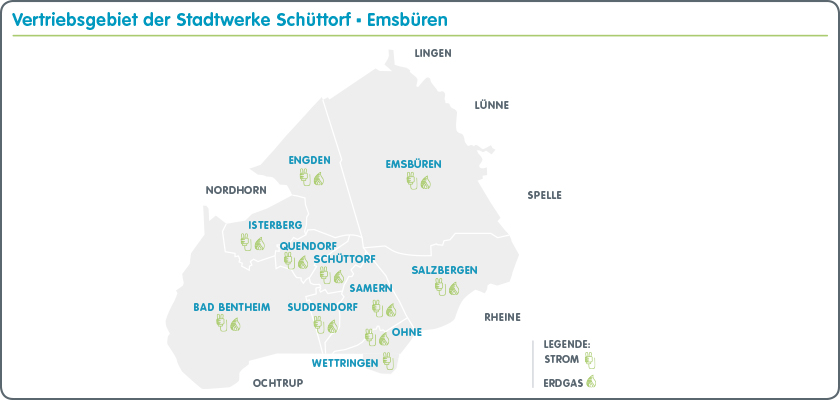 Vertriebsgebiet der Stadtwerke Schüttorf ▪ Emsbüren
LINGEN
LÜNNE
ENGDEN
EMSBÜREN
NORDHORN
SPELLE
ISTERBERG
QUENDORF
SCHÜTTORF
SALZBERGEN
SAMERN
BAD BENTHEIM
SUDDENDORF
RHEINE
OHNE
LEGENDE:
STROM
WETTRINGEN
OCHTRUP
ERDGAS